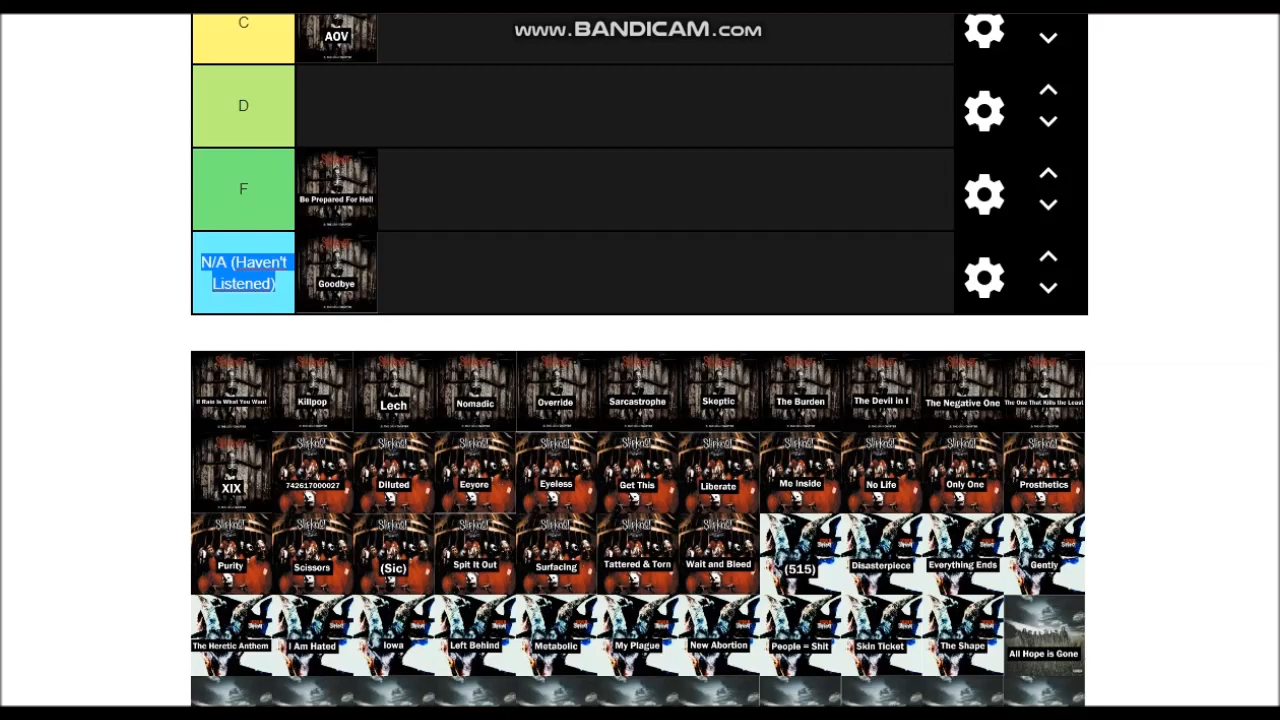 www.BANDICAM.com
C
AOV
D
F
Be Prepared For Hell
N/A (Haven't
Listened)
Goodbye
If Rain Is What You Want
Killpop
Lech
Nomadic
Override
Sarcastrophe
Skeptic
The Burden
The Devil in I
The Negative One
The One That Kills the Least
XIX
742617000027
Diluted
Eeyore
Eyeless
Get This
Liberate
Me Inside
No Life
Only One
Prosthetics
Purity
Scissors
(Sic)
Spit It Out
Surfacing
Tattered & Torn
Wait and Bleed
(515)
Disasterpiece
Everything Ends
Gently
The Heretic Anthem
I Am Hated
Iowa
Left Behind
Metabolic
My Plague
New Abortion
People = Shit
Skin Ticket
The Shape
All Hope is Gone